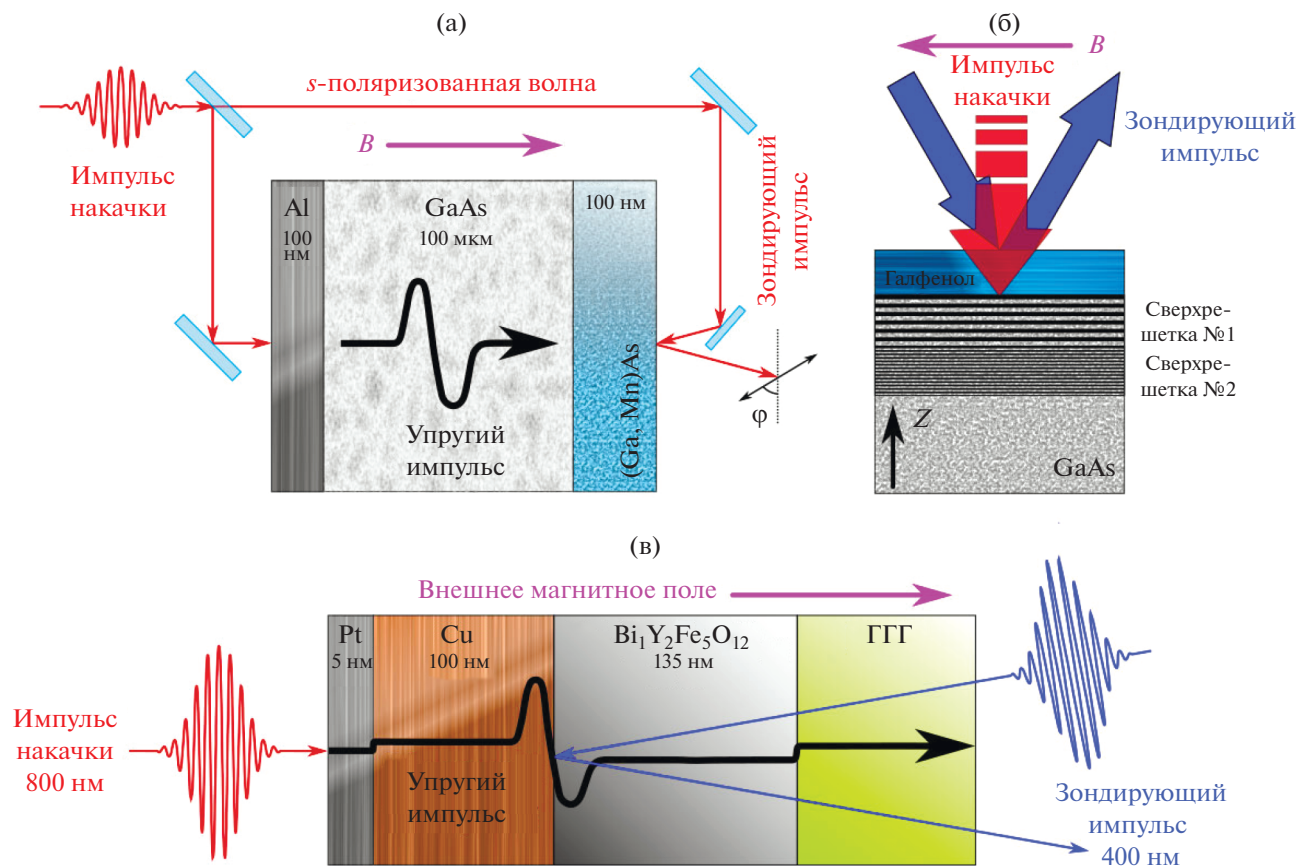 (а)
s-поляризованная волна
B
Импульс
накачки
Зондирующий
импульс
Al
100
нм
GaAs
100 мкм
100 нм
(Ga, Mn)As
Упругий
импульс
φ
(б)
B
Импульс
накачки
Зондирующий
импульс
Галфенол
Сверхре-
шетка №1
Сверхре-
шетка №2
Z
GaAs
(в)
Внешнее магнитное поле
Pt
5 нм
Cu
100 нм
Bi1Y2Fe5O12
135 нм
ГГГ
Импульс
накачки
800 нм
Упругий
импульс
Зондирующий
импульс
400 нм